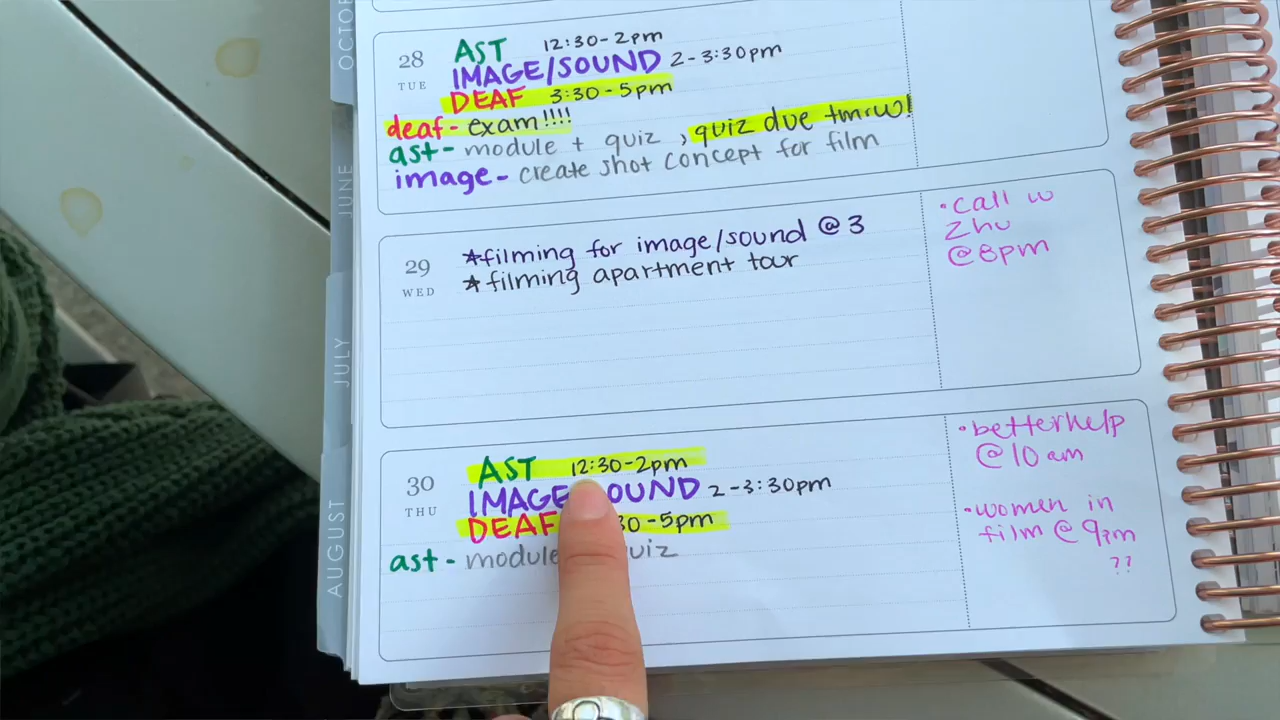 OCTO
JUNE
JULY
AUGUST
28
TUE
AST 12:30-2pm
IMAGE/SOUND 2-3:30pm
DEAF 3:30-5pm
deaf- exam!!!!
ast- module + quiz , quiz due tmrw!
image- create shot concept for film
29
WED
*filming for image/sound @ 3
*filming apartment tour
•call w
Zhu
@8pm
30
THU
AST 12:30-2pm
IMAGE OUND 2-3:30pm
DEAF 30-5pm
ast- module uiz
•betterhelp
@10 am
•women in
film @ 9pm
??